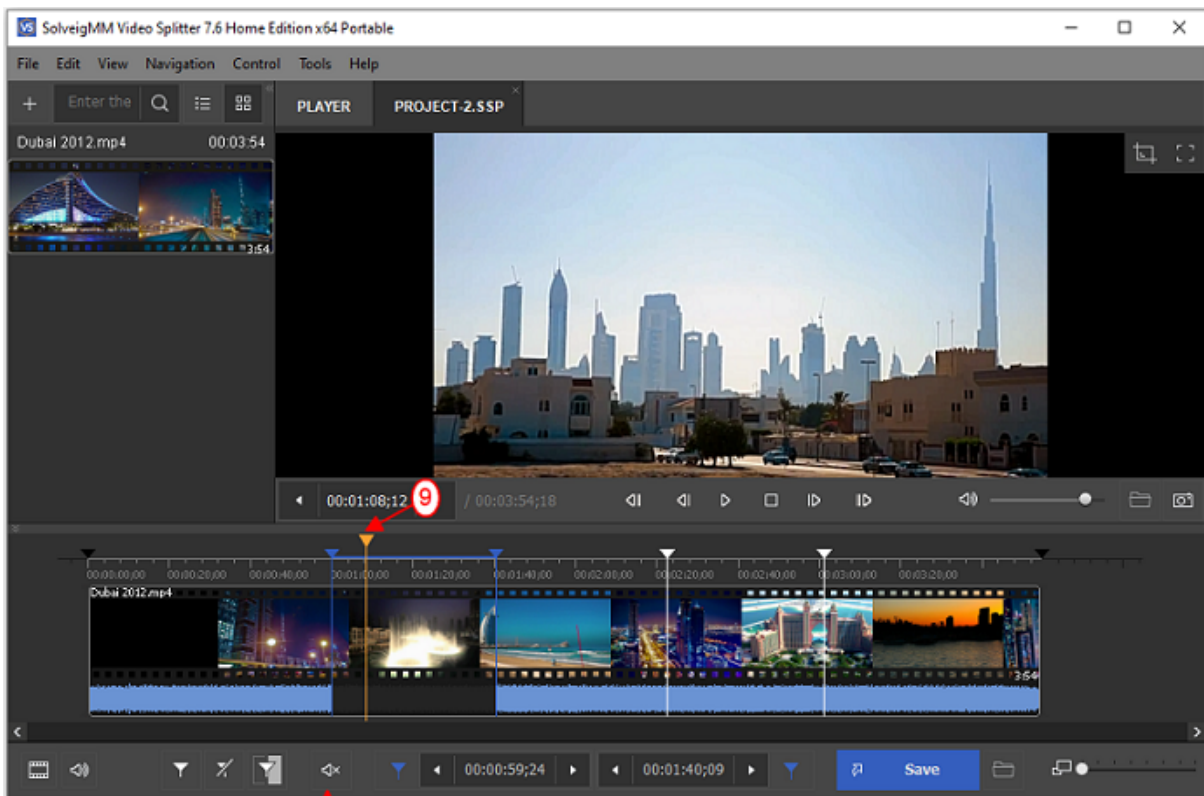 VS SolveigMM Video Splitter 7.6 Home Edition x64 Portable
File Edit View Navigation Control Tools Help
Enter the
PLAYER PROJECT-2.SSP
Dubai 2012.mp4 00:03:54
3:54
00:01:08;12 / 00:03:54;18
9
00:00:00;00 00:00:20;00 00:00:40;00 00:01:00;00 00:01:20;00 00:01:40;00 00:02:00;00 00:02:20;00 00:02:40;00 00:03:00;00 00:03:20;00
Dubai 2012.mp4
3:54
00:00:59;24 00:01:40;09 Save